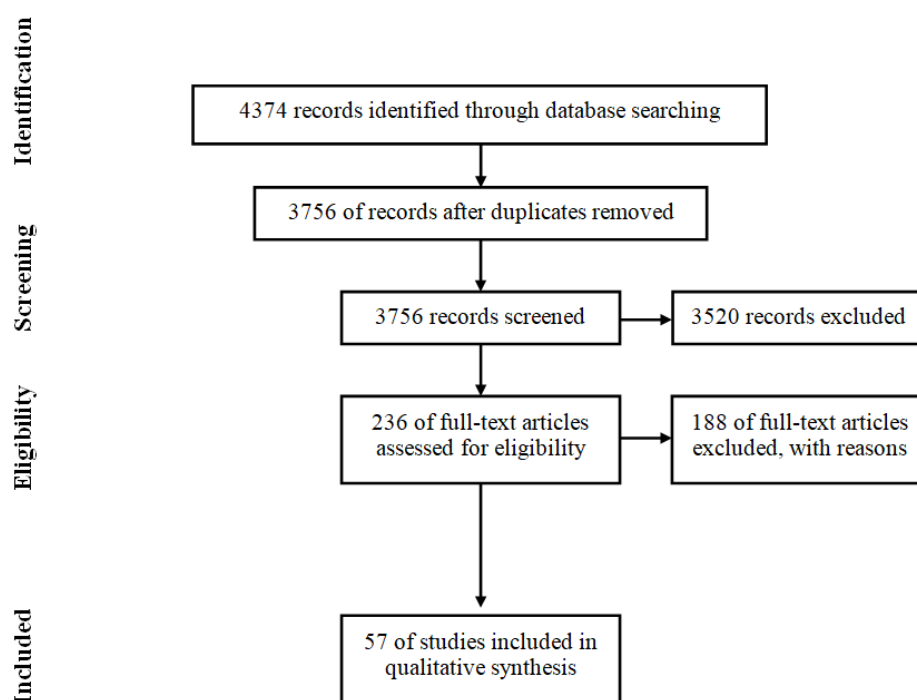 Identification
4374 records identified through database searching
3756 of records after duplicates removed
Screening
3756 records screened
3520 records excluded
Eligibility
236 of full-text articles
assessed for eligibility
188 of full-text articles
excluded, with reasons
Included
57 of studies included in
qualitative synthesis